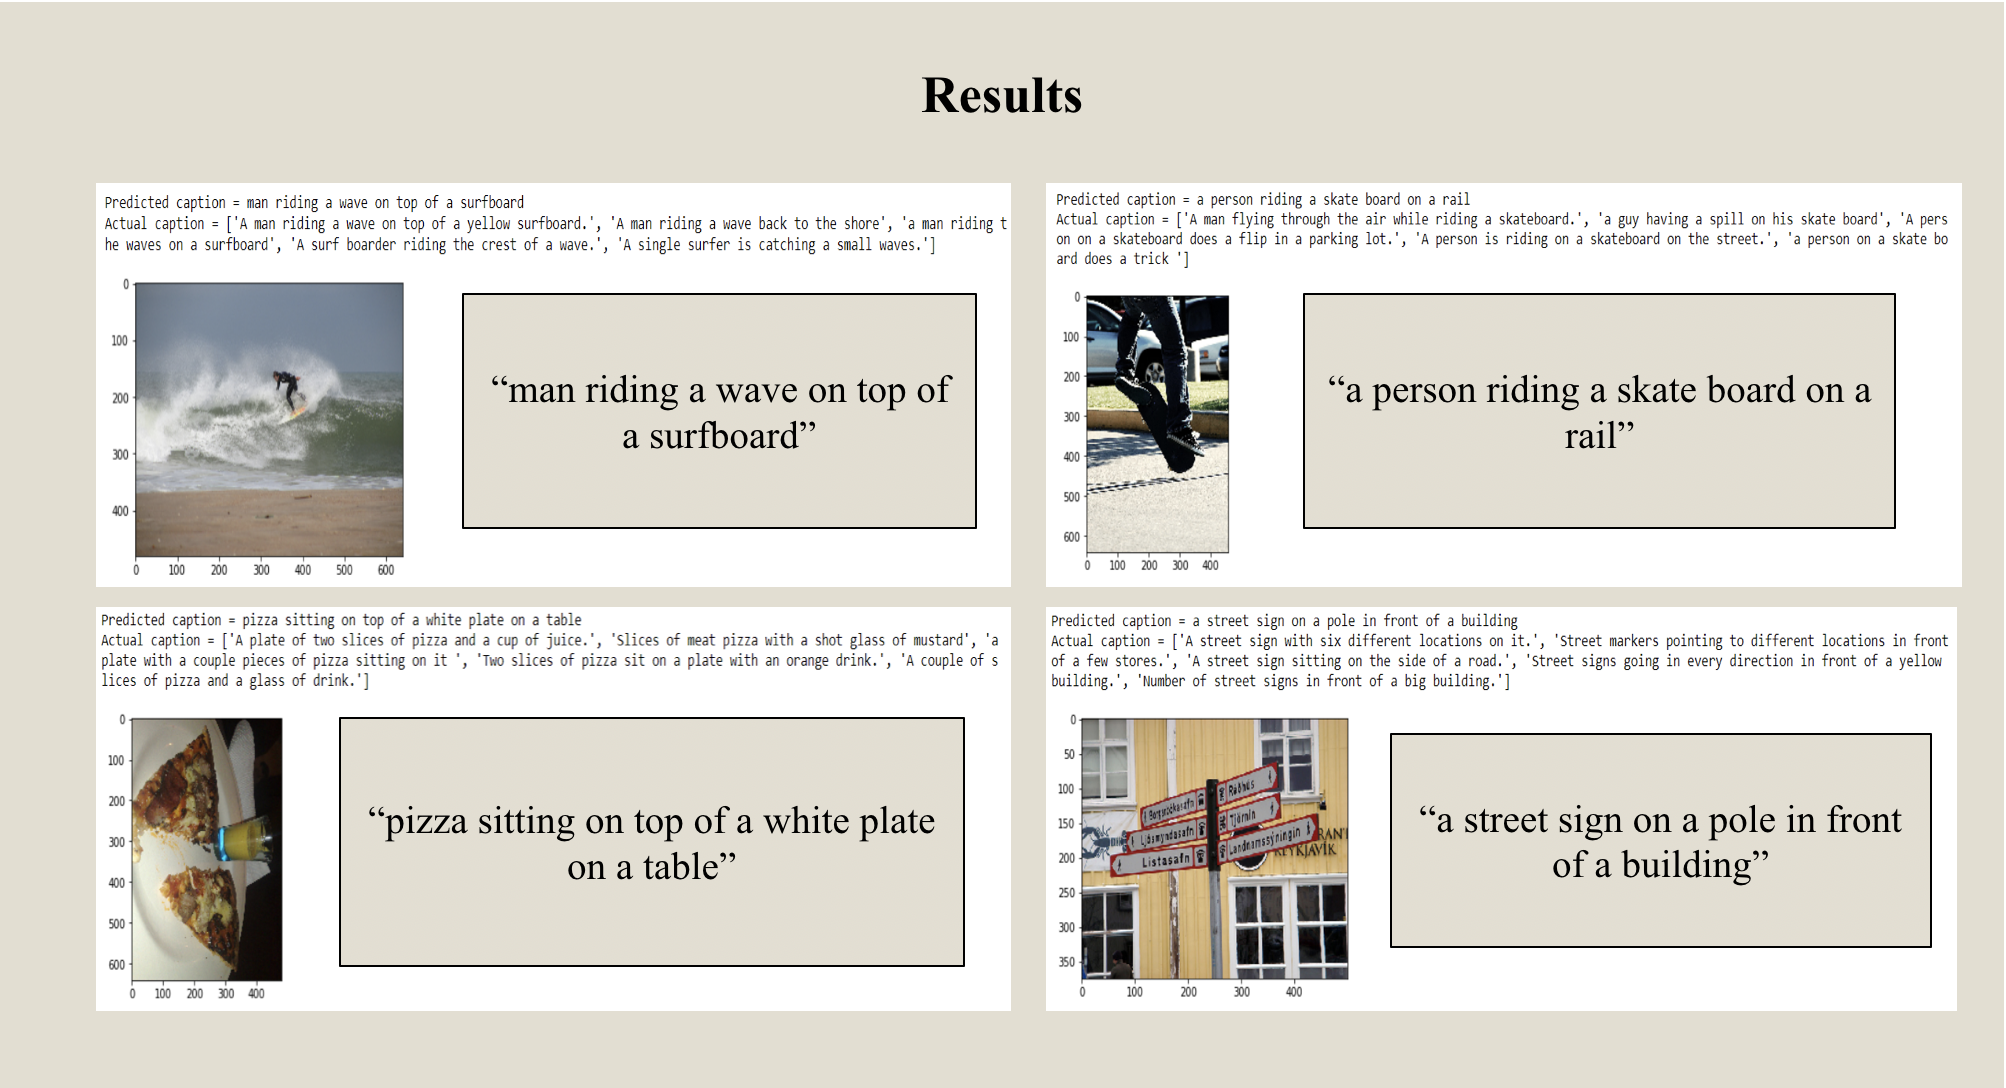 Results
Predicted caption = man riding a wave on top of a surfboard
Actual caption = ['A man riding a wave on top of a yellow surfboard.', 'A man riding a wave back to the shore', 'a man riding t
he waves on a surfboard', 'A surf boarder riding the crest of a wave.', 'A single surfer is catching a small waves.']
0
100
200
300
400
0 100 200 300 400 500 600
“man riding a wave on top of
a surfboard”
Predicted caption = a person riding a skate board on a rail
Actual caption = ['A man flying through the air while riding a skateboard.', 'a guy having a spill on his skate board', 'A pers
on on a skateboard does a flip in a parking lot.', 'A person is riding on a skateboard on the street.', 'a person on a skate bo
ard does a trick ']
0
100
200
300
400
500
600
0 100 200 300 400
“a person riding a skate board on a
rail”
Predicted caption = pizza sitting on top of a white plate on a table
Actual caption = ['A plate of two slices of pizza and a cup of juice.', 'Slices of meat pizza with a shot glass of mustard', 'a
plate with a couple pieces of pizza sitting on it ', 'Two slices of pizza sit on a plate with an orange drink.', 'A couple of s
lices of pizza and a glass of drink.']
0
100
200
300
400
500
600
0 100 200 300 400
“pizza sitting on top of a white plate
on a table”
Predicted caption = a street sign on a pole in front of a building
Actual caption = ['A street sign with six different locations on it.', 'Street markers pointing to different locations in front
of a few stores.', 'A street sign sitting on the side of a road.', 'Street signs going in every direction in front of a yellow
building.', 'Number of street signs in front of a big building.']
0
50
100
150
200
250
300
350
0 100 200 300 400
Ráðhús
Tjörnin
Ljósmyndasafn
Landnámssýningin
Listasafn
REYKJAVÍK
“a street sign on a pole in front
of a building”